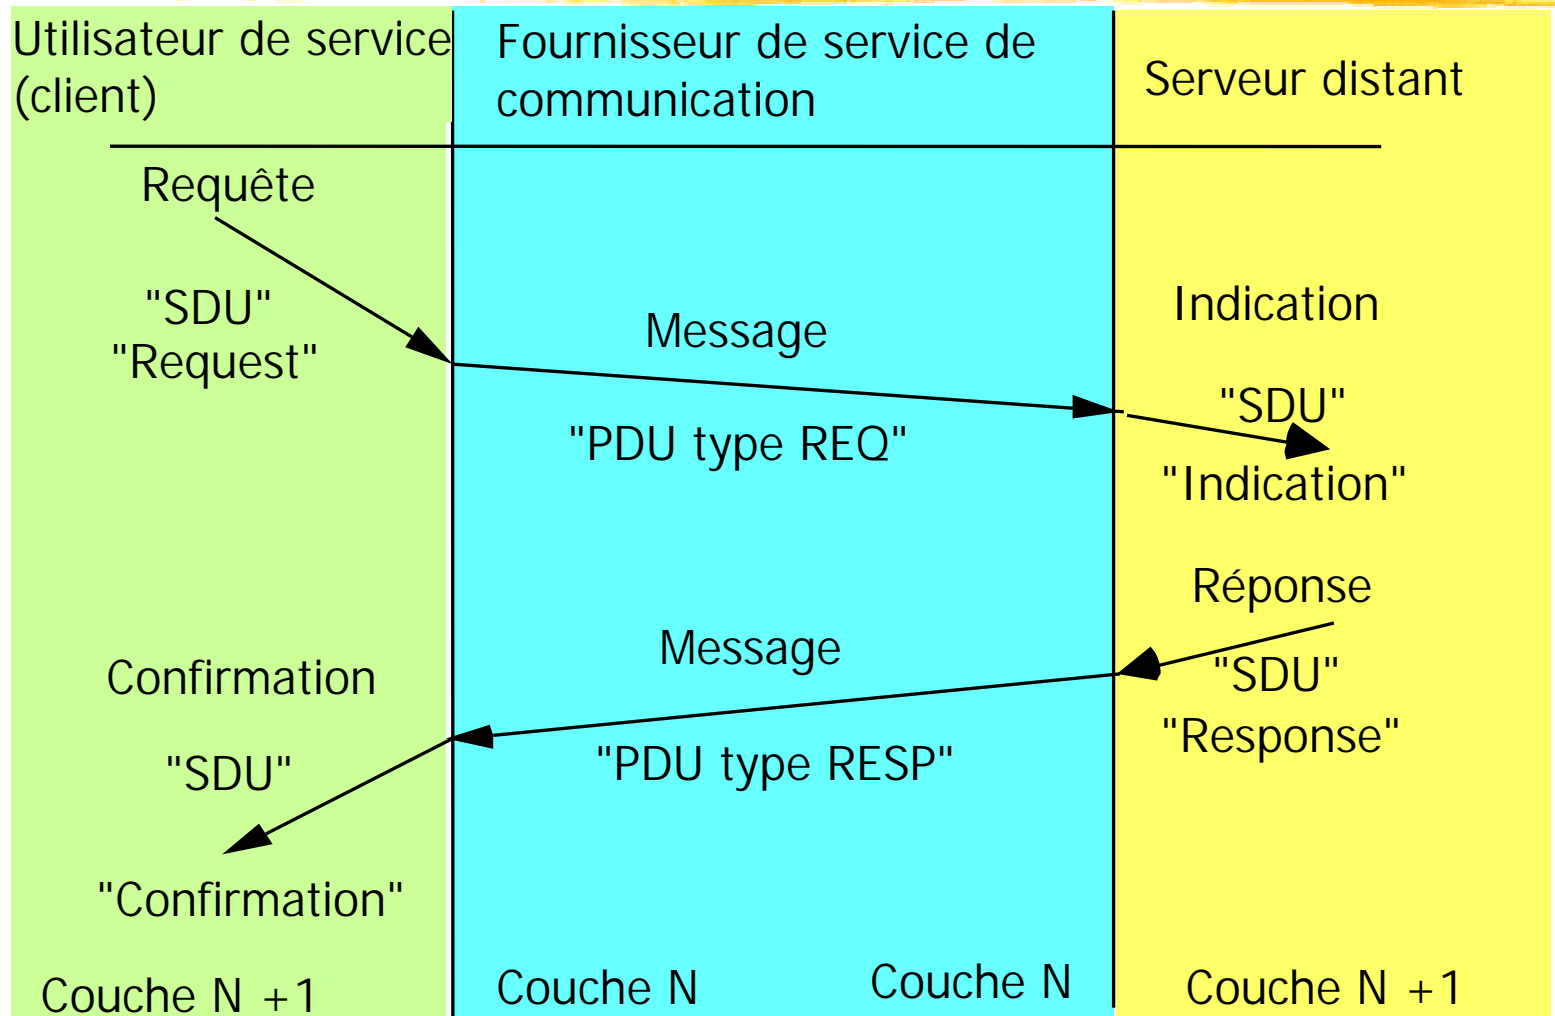 Utilisateur de service
(client)
Fournisseur de service de
communication
Serveur distant
Requête
"SDU"
"Request"
Message
"PDU type REQ"
Indication
"SDU"
"Indication"
Réponse
"SDU"
"Response"
Message
"PDU type RESP"
Confirmation
"SDU"
"Confirmation"
Couche N +1
Couche N
Couche N
Couche N +1